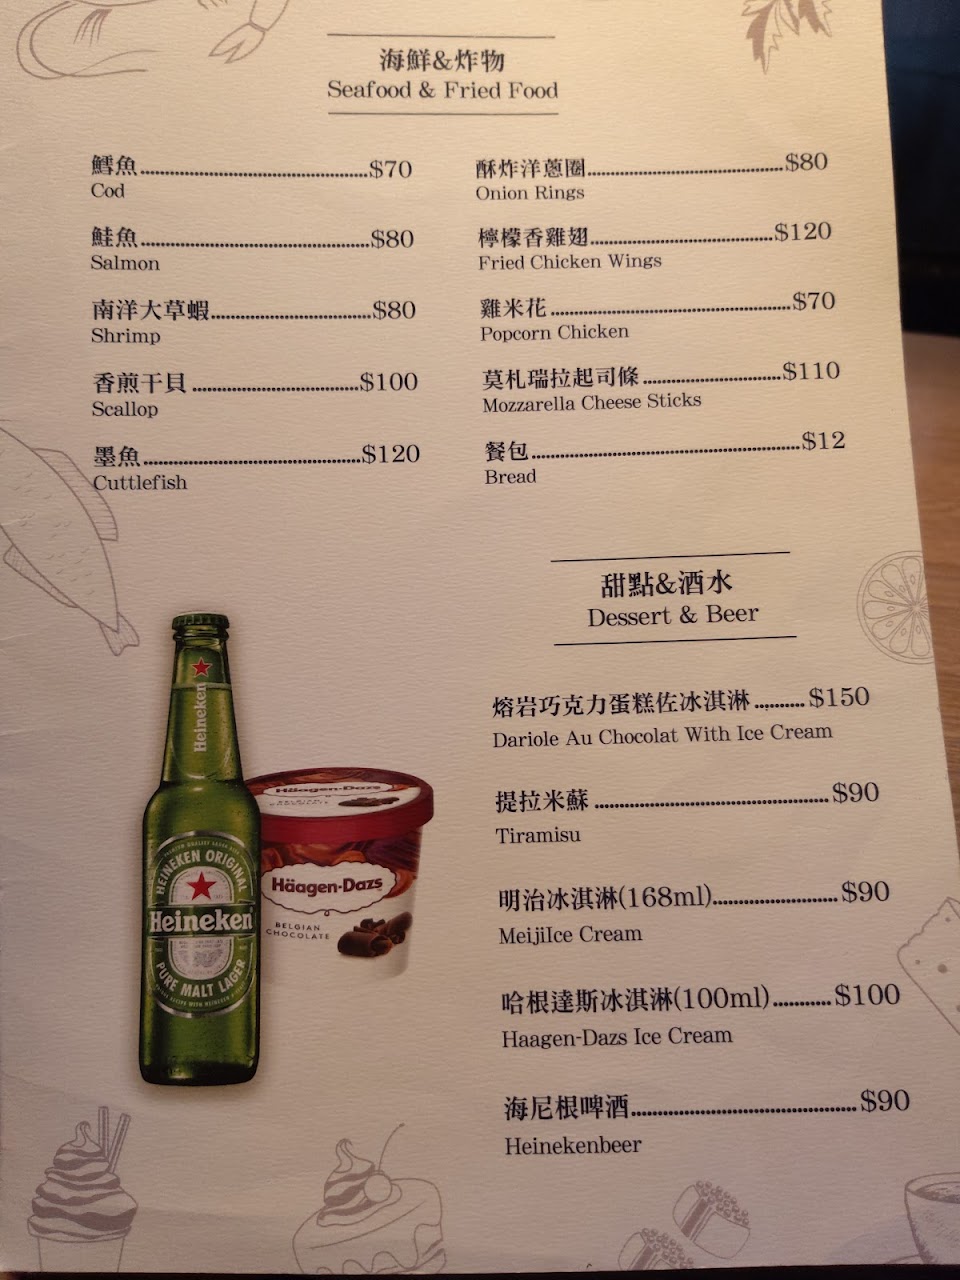 海鮮&炸物
Seafood & Fried Food
鱈魚........$70
Cod
鮭魚........$80
Salmon
南洋大草蝦........$80
Shrimp
香煎干貝........$100
Scallop
墨魚........$120
Cuttlefish
酥炸洋蔥圈........$80
Onion Rings
檸檬香雞翅........$120
Fried Chicken Wings
雞米花........$70
Popcorn Chicken
莫札瑞拉起司條........$110
Mozzarella Cheese Sticks
餐包........$12
Bread
甜點&酒水
Dessert & Beer
熔岩巧克力蛋糕佐冰淇淋........$150
Dariole Au Chocolat With Ice Cream
提拉米蘇........$90
Tiramisu
明治冰淇淋(168ml)........$90
MeijiIce Cream
哈根達斯冰淇淋(100ml)........$100
Haagen-Dazs Ice Cream
海尼根啤酒........$90
Heinekenbeer
Heineken
HEINEKEN ORIGINAL
Heineken
PURE MALT LAGER
Häagen-Dazs
Häagen-Dazs
BELGIAN
CHOCOLATE